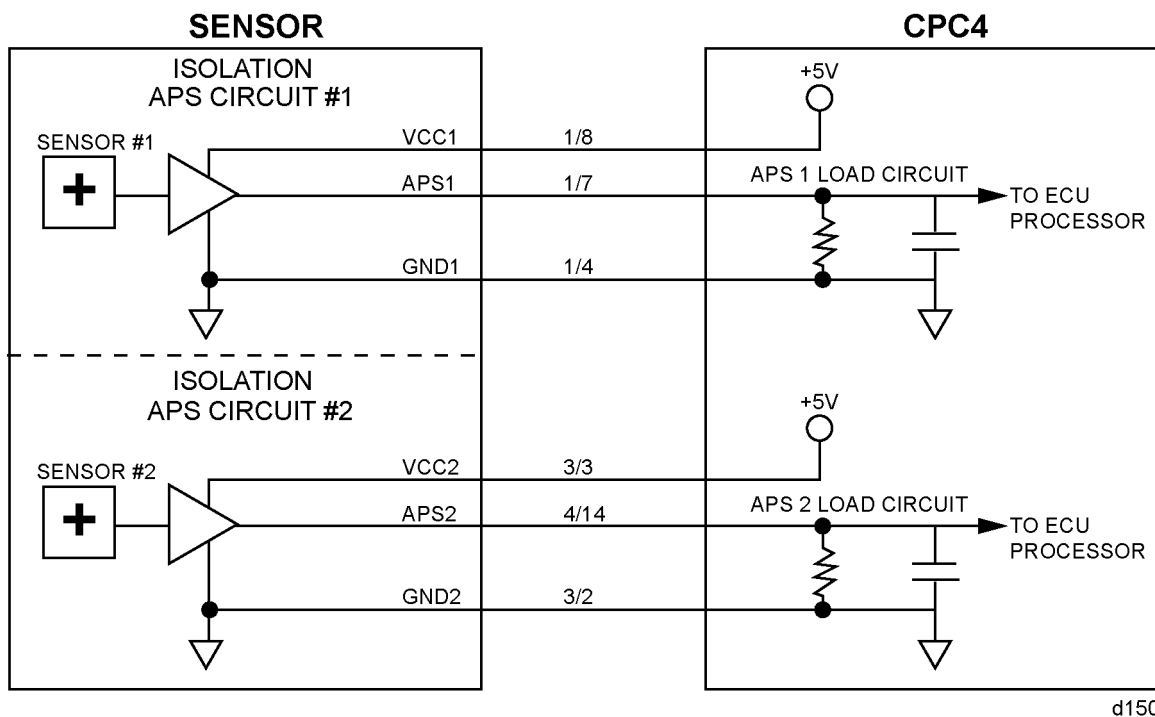 SENSOR
CPC4
ISOLATION
APS CIRCUIT #1
+5V
SENSOR #1
VCC1
1/8
APS1
1/7
APS 1 LOAD CIRCUIT
TO ECU
PROCESSOR
GND1
1/4
ISOLATION
APS CIRCUIT #2
+5V
SENSOR #2
VCC2
3/3
APS2
4/14
APS 2 LOAD CIRCUIT
TO ECU
PROCESSOR
GND2
3/2
d150